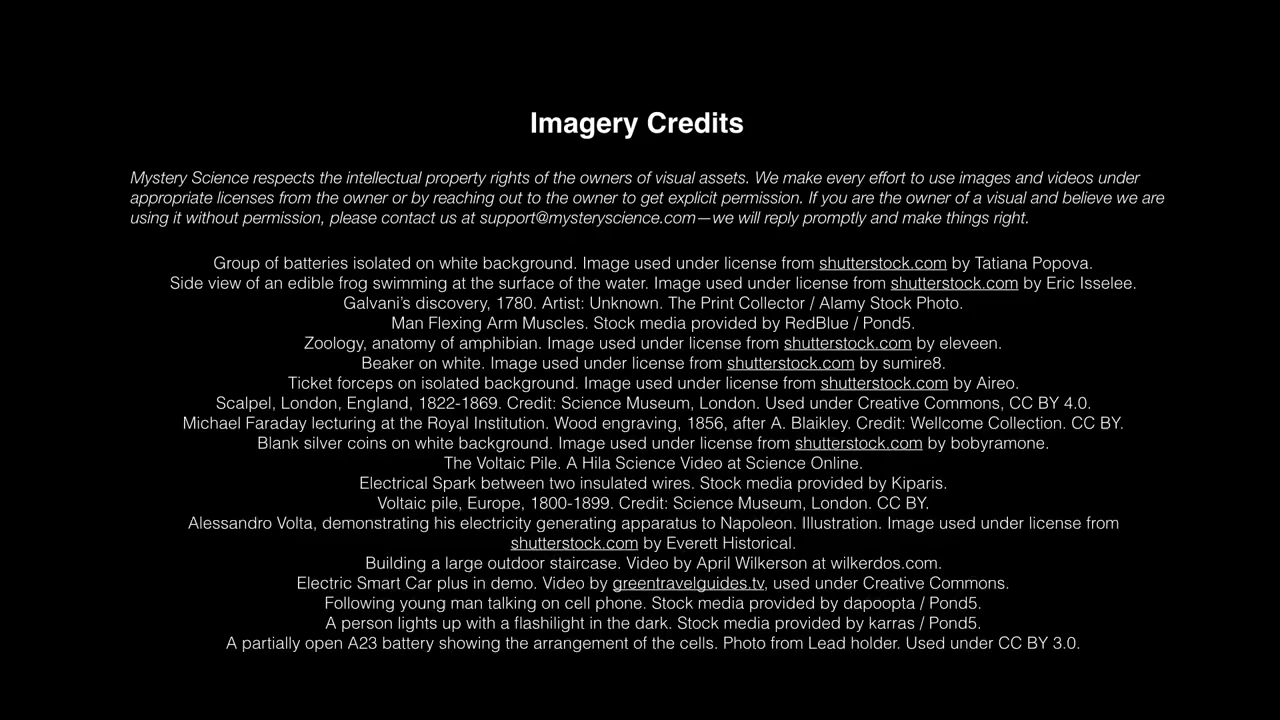 Imagery Credits
Mystery Science respects the intellectual property rights of the owners of visual assets. We make every effort to use images and videos under
appropriate licenses from the owner or by reaching out to the owner to get explicit permission. If you are the owner of a visual and believe we are
using it without permission, please contact us at support@mysteryscience.com—we will reply promptly and make things right.
Group of batteries isolated on white background. Image used under license from shutterstock.com by Tatiana Popova.
Side view of an edible frog swimming at the surface of the water. Image used under license from shutterstock.com by Eric Isselee.
Galvani's discovery, 1780. Artist: Unknown. The Print Collector / Alamy Stock Photo.
Man Flexing Arm Muscles. Stock media provided by RedBlue / Pond5.
Zoology, anatomy of amphibian. Image used under license from shutterstock.com by eleveen.
Beaker on white. Image used under license from shutterstock.com by sumire8.
Ticket forceps on isolated background. Image used under license from shutterstock.com by Aireo.
Scalpel, London, England, 1822-1869. Credit: Science Museum, London. Used under Creative Commons, CC BY 4.0.
Michael Faraday lecturing at the Royal Institution. Wood engraving, 1856, after A. Blaikley. Credit: Wellcome Collection. CC BY.
Blank silver coins on white background. Image used under license from shutterstock.com by bobyramone.
The Voltaic Pile. A Hila Science Video at Science Online.
Electrical Spark between two insulated wires. Stock media provided by Kiparis.
Voltaic pile, Europe, 1800-1899. Credit: Science Museum, London. CC BY.
Alessandro Volta, demonstrating his electricity generating apparatus to Napoleon. Illustration. Image used under license from
shutterstock.com by Everett Historical.
Building a large outdoor staircase. Video by April Wilkerson at wilkerdos.com.
Electric Smart Car plus in demo. Video by greentravelguides.tv, used under Creative Commons.
Following young man talking on cell phone. Stock media provided by dapoopta / Pond5.
A person lights up with a flashilight in the dark. Stock media provided by karras / Pond5.
A partially open A23 battery showing the arrangement of the cells. Photo from Lead holder. Used under CC BY 3.0.